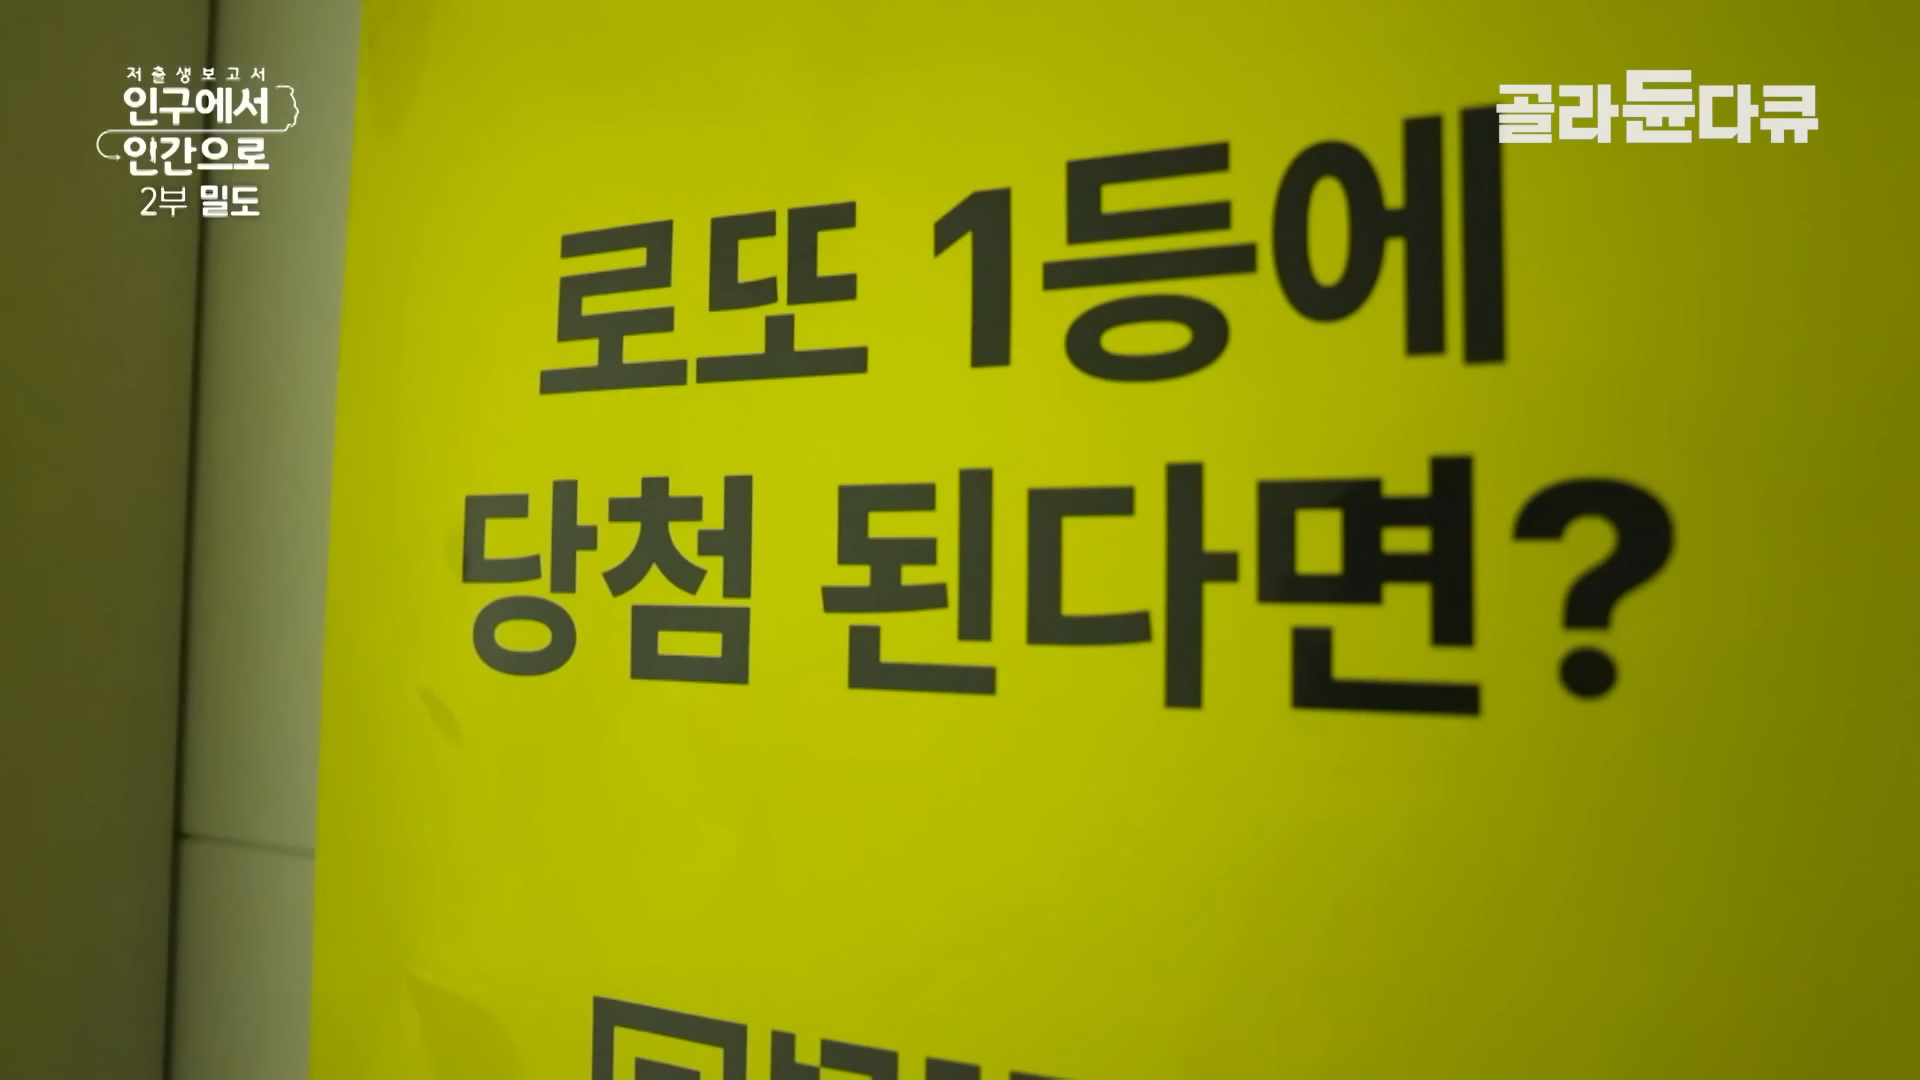 저출생보고서
인구에서
인간으로
2부 밀도
골라듄다큐
로또 1등에
당첨 된다면?